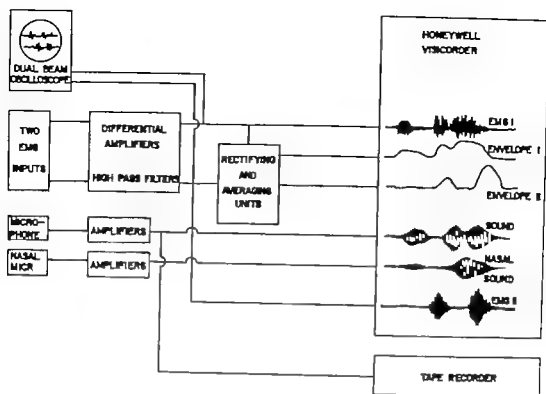 DUAL BEAM
OSCILLOSCOPE
HONEYWELL
VISICORDER
TWO
EMG
INPUTS
DIFFERENTIAL
AMPLIFIERS
HIGH PASS FILTERS
RECTIFYING
AND
AVERAGING
UNITS
EMG I
ENVELOPE I
ENVELOPE II
MICRO-
PHONE
AMPLIFIERS
SOUND
NASAL
MICR
AMPLIFIERS
NASAL
SOUND
EMG II
TAPE RECORDER